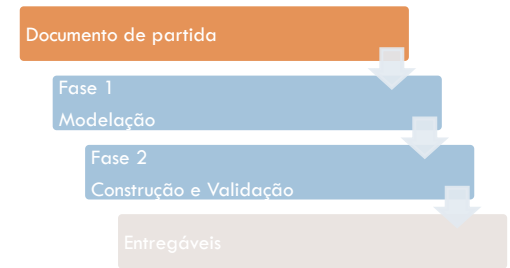 Documento de partida
Fase 1
Modelação
Fase 2
Construção e Validação
Entregáveis